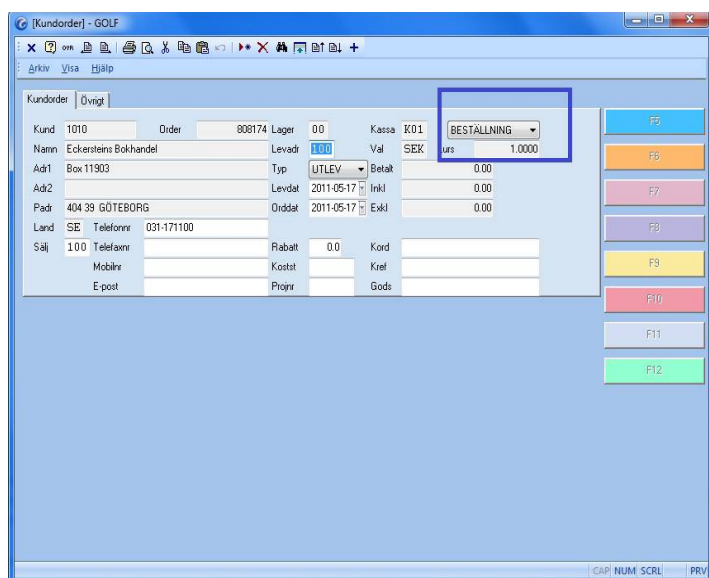 [Kundorder] - GOLF
OVR
Arkiv Visa Hjälp
Kundorder Övrigt
Kund 1010 Order 808174 Lager 00 Kassa K01 BESTÄLLNING
Namn Eckersteins Bokhandel Levadr 100 Val SEK urs 1.0000
Adr1 Box 11903 Typ UTLEV Betalt 0.00
Adr2 Levdat 2011-05-17 Inkl 0.00
Padr 404 39 GÖTEBORG Orddat 2011-05-17 Exkl 0.00
Land SE Telefonnr 031-171100
Sälj 100 Telefaxnr Rabatt 0.0 Kord
Mobilnr Kostst Kref
E-post Projnr Gods
F5
F6
F7
F8
F9
F10
F11
F12
CAP NUM SCRL PRV